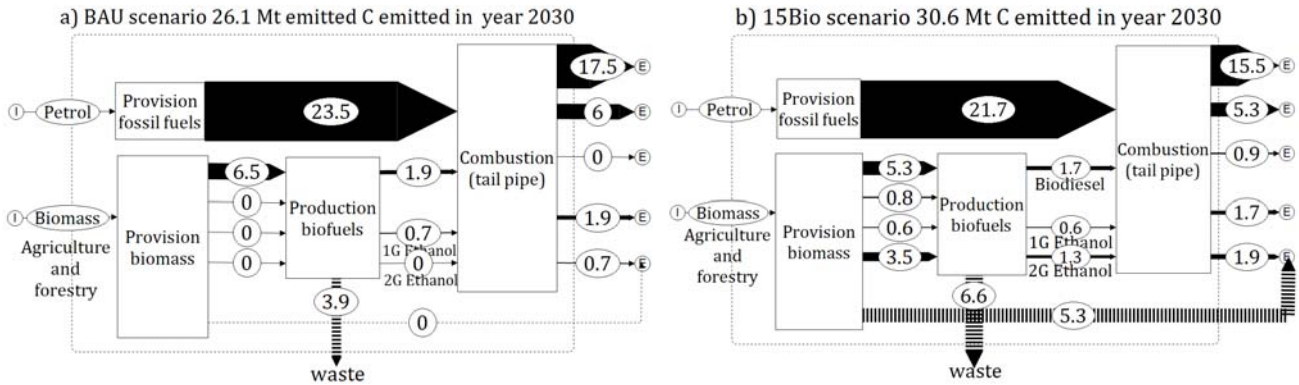 a) BAU scenario 26.1 Mt emitted C emitted in year 2030
I
Petrol
Provision
fossil fuels
23.5
17.5
E
6
E
0
E
Combustion
(tail pipe)
I
Biomass
Agriculture
and
forestry
Provision
biomass
6.5
0
0
0
Production
biofuels
1.9
0.7
1G Ethanol
0
2G Ethanol
1.9
E
0.7
E
3.9
0
waste
b) 15Bio scenario 30.6 Mt C emitted in year 2030
I
Petrol
Provision
fossil fuels
21.7
15.5
E
5.3
E
0.9
E
Combustion
(tail pipe)
I
Biomass
Agriculture
and
forestry
Provision
biomass
5.3
0.8
0.6
3.5
Production
biofuels
1.7
Biodiesel
0.6
1G Ethanol
1.3
2G Ethanol
1.7
E
1.9
E
6.6
5.3
waste